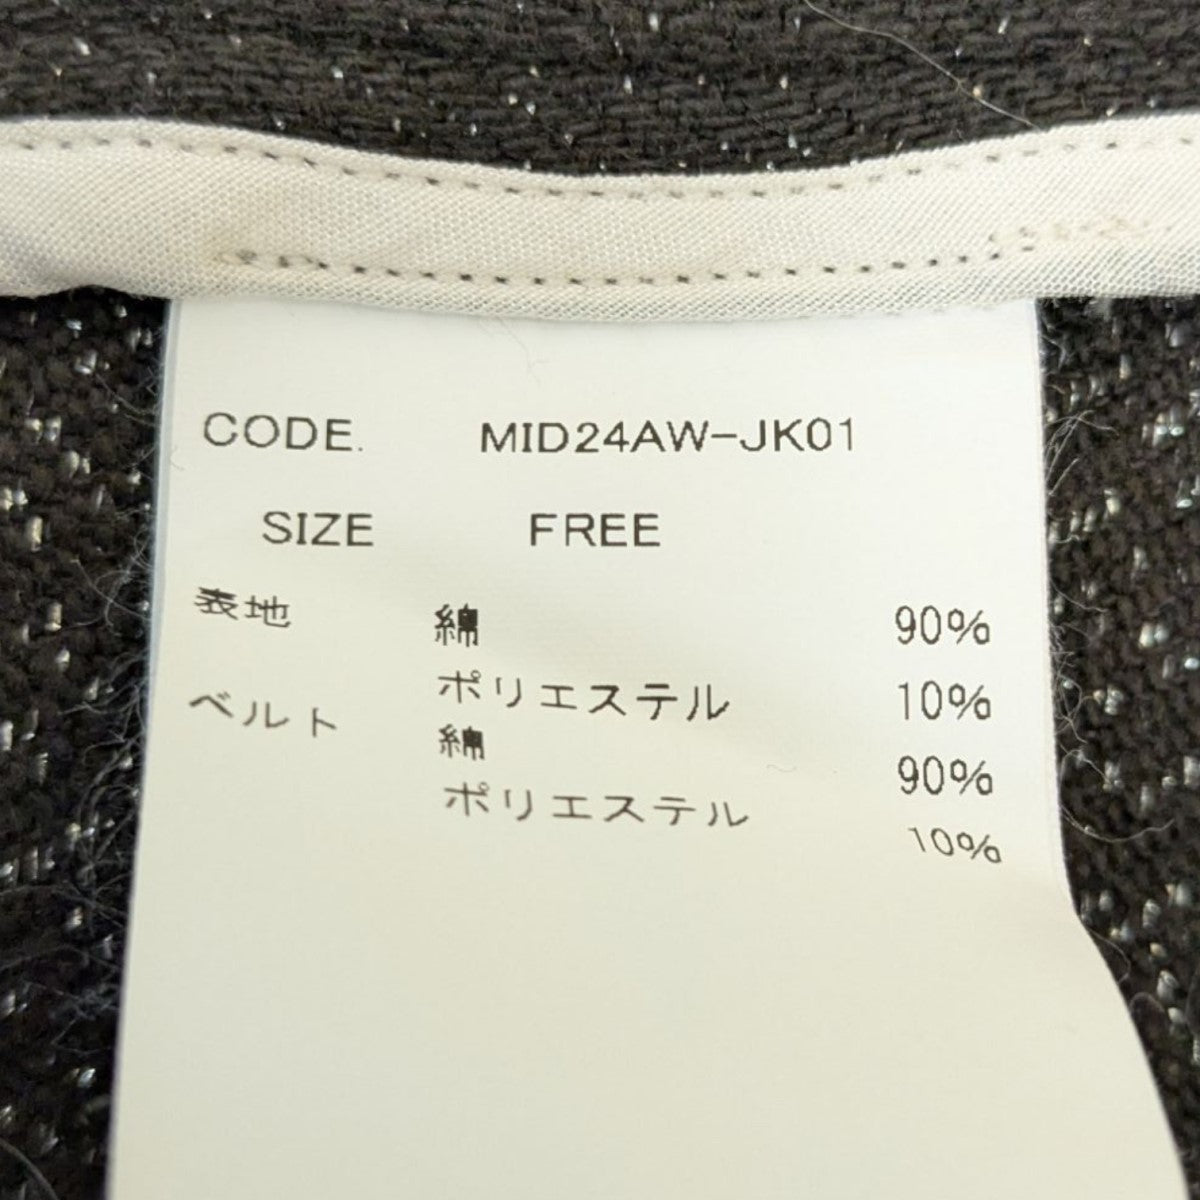 CODE. MID24AW-JK01
SIZE FREE
表地 綿 90%
ポリエステル 10%
ベルト 綿 90%
ポリエステル 10%